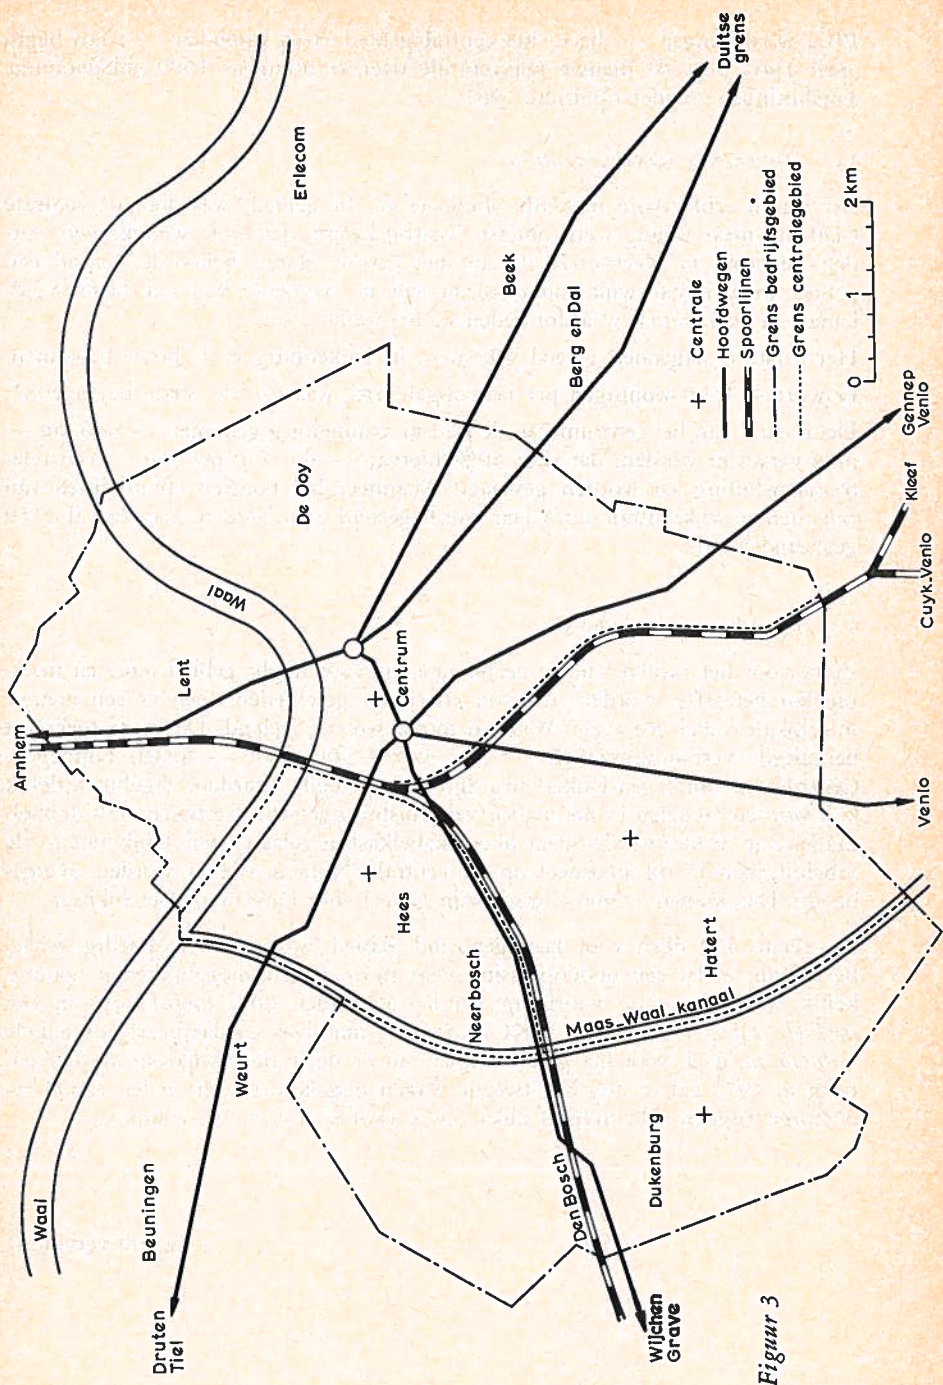 Arnhem
Lent
Waal
De Ooy
Erlecom
Duitse
grens
Beek
Berg en Dal
Centrum
Waal
Beuningen
Druten
Tiel
Weurt
Hees
Neerbosch
Maas-Waal-kanaal
Hatert
Dukenburg
Den Bosch
Wijchen
Grave
Venlo
Cuyk-Venlo
Kleef
Gennep
Venlo
+ Centrale
Hoofdwegen
Spoorlijnen
Grens bedrijfsgebied
Grens centralegebied
0 1 2 km
Figuur 3